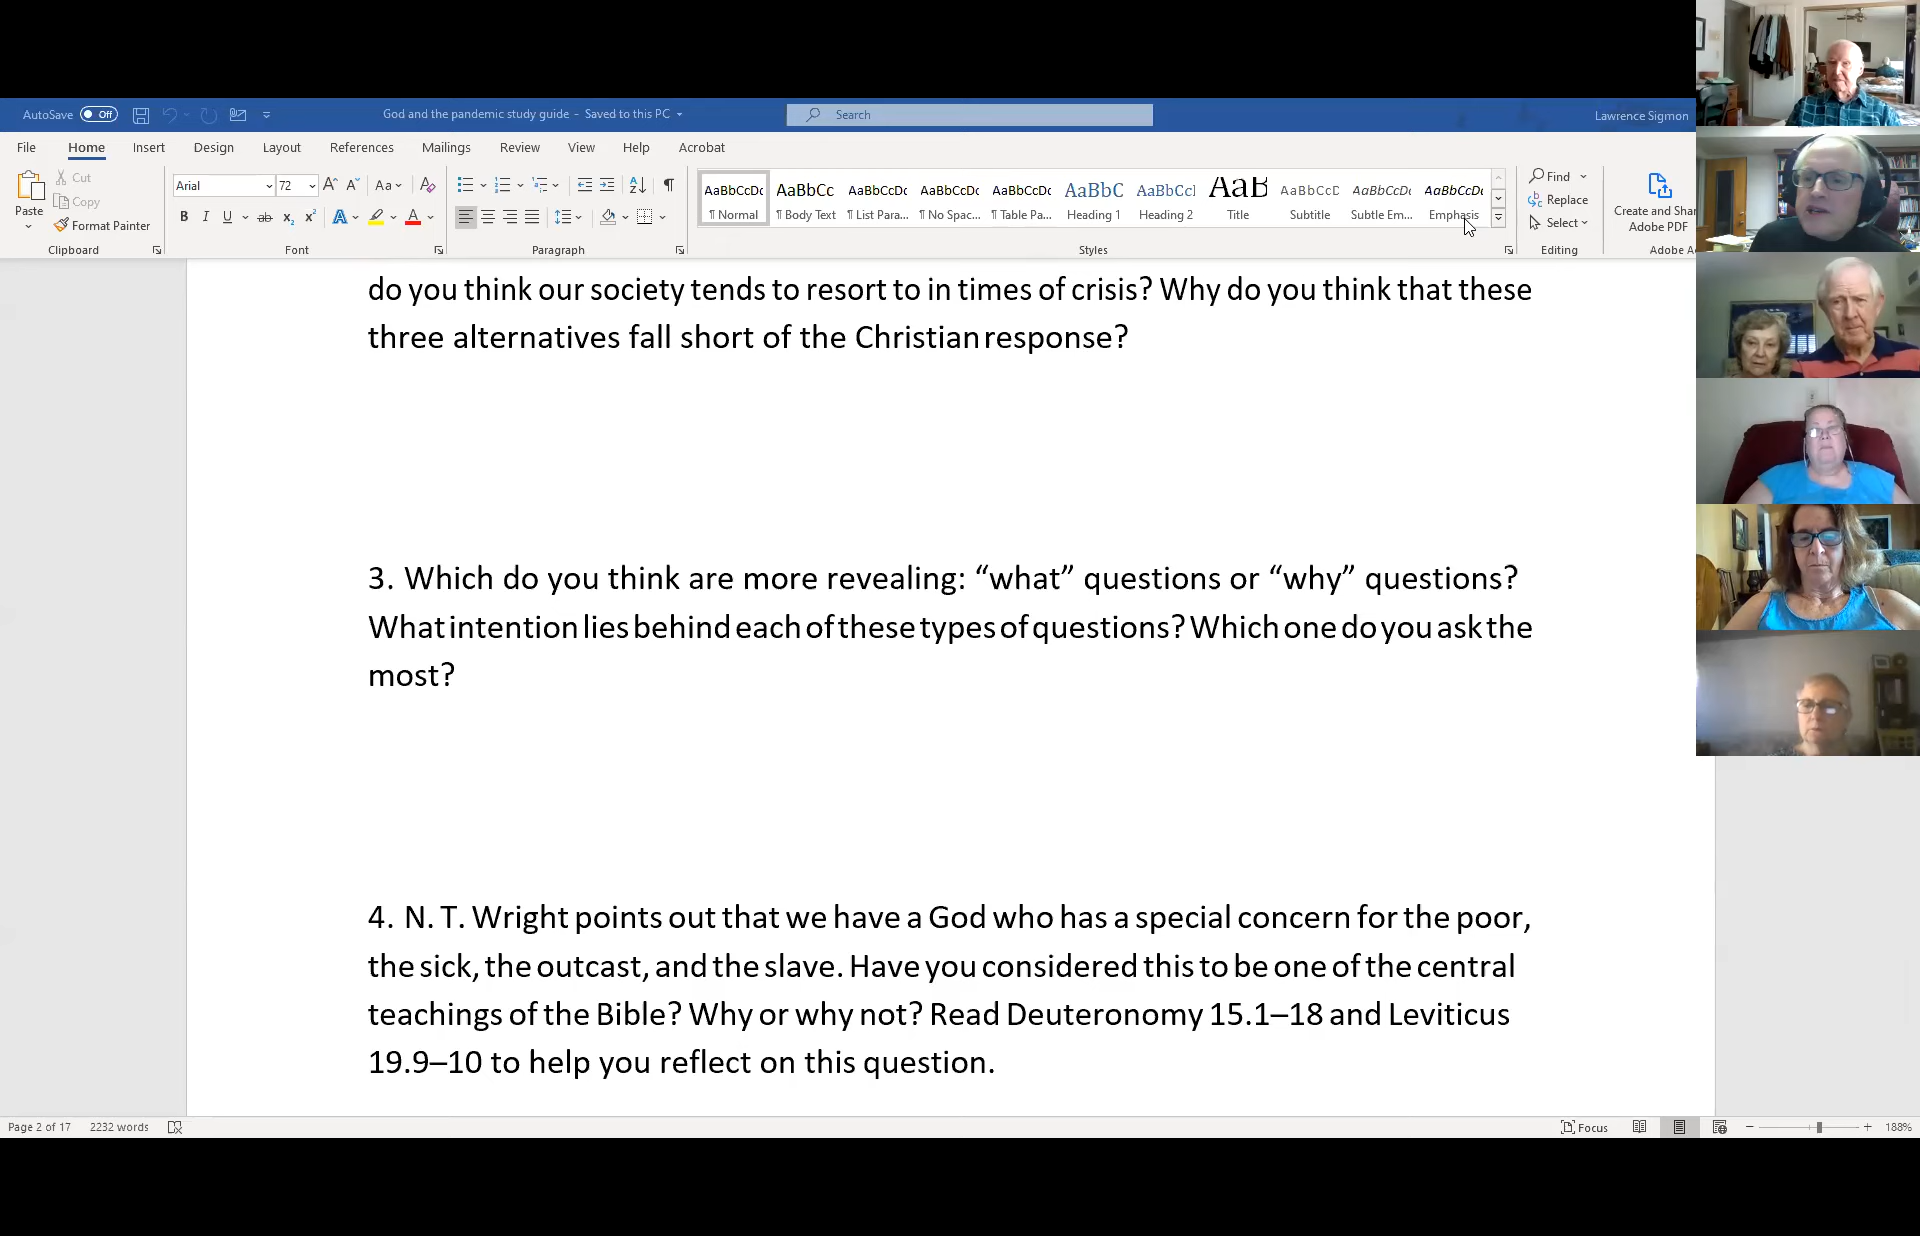 AutoSave Off
God and the pandemic study guide - Saved to this PC
Search
Lawrence Sigmon
File Home Insert Design Layout References Mailings Review View Help Acrobat
Paste
Cut
Copy
Format Painter
Clipboard
Arial 72
Font
Paragraph
AaBbCcDc AaBbCc AaBbCcDc AaBbCcDc AaBbCcDc AaBbC AaBbCcl AaB AaBbCcD AaBbCcDc AaBbCcDc
¶ Normal ¶ Body Text ¶ List Para... ¶ No Spac... ¶ Table Pa... Heading 1 Heading 2 Title Subtitle Subtle Em... Emphasis
Styles
Find
Replace
Select
Editing
Create and Shar
Adobe PDF
Adobe A
do you think our society tends to resort to in times of crisis? Why do you think that these
three alternatives fall short of the Christian response?
3. Which do you think are more revealing: “what” questions or “why” questions?
What intention lies behind each of these types of questions? Which one do you ask the
most?
4. N. T. Wright points out that we have a God who has a special concern for the poor,
the sick, the outcast, and the slave. Have you considered this to be one of the central
teachings of the Bible? Why or why not? Read Deuteronomy 15.1–18 and Leviticus
19.9–10 to help you reflect on this question.
Page 2 of 17 2232 words
Focus
188%